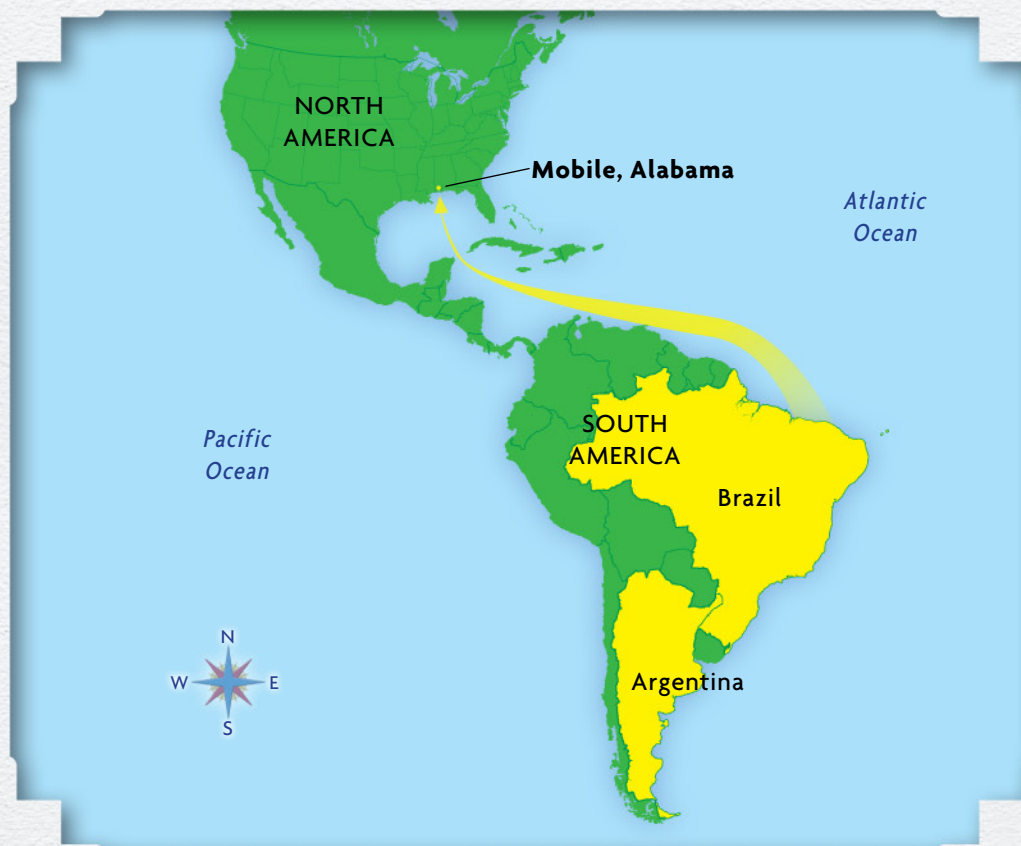 NORTH
AMERICA
Mobile, Alabama
Atlantic
Ocean
Pacific
Ocean
SOUTH
AMERICA
Brazil
Argentina
N
W
E
S